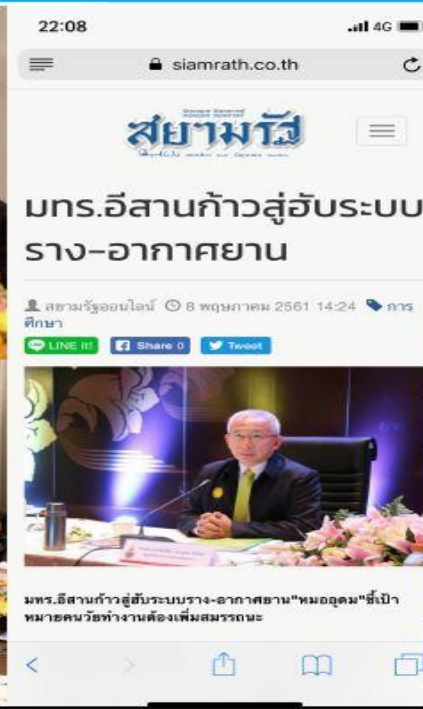 22:08
4G
siamrath.co.th
สยามรัฐ
มทร.อีสานก้าวสู่ฮับระบบ
ราง-อากาศยาน
สยามรัฐออนไลน์ 8 พฤษภาคม 2561 14:24 การ
ศึกษา
LINE it! Share 0 Tweet
มทร.อีสานก้าวสู่ฮับระบบราง-อากาศยาน"หมออุดม"ชี้เป้า
หมายคนวัยทำงานต้องเพิ่มสมรรถนะ